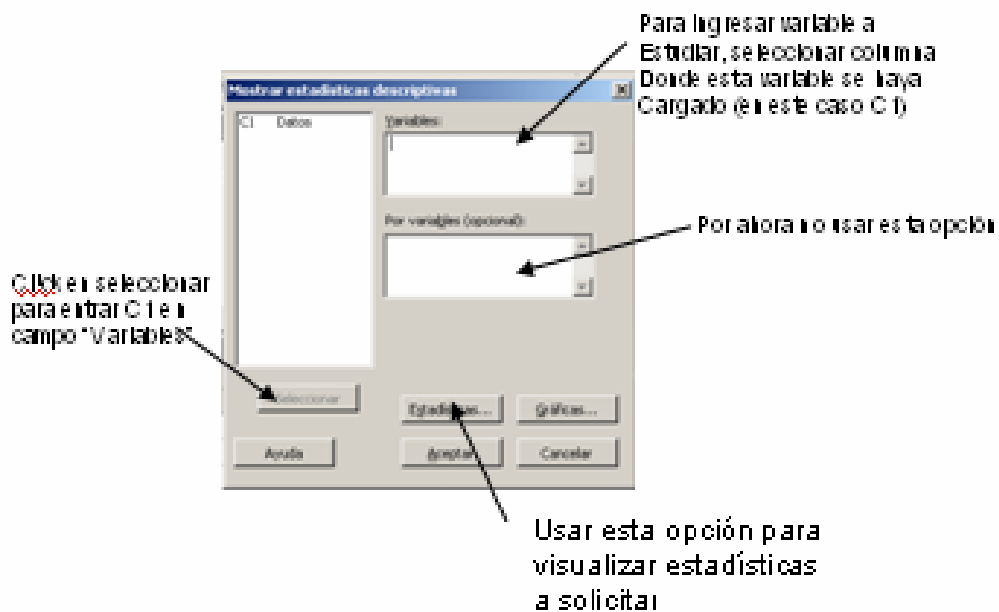 Para Ingresar variable a
Estudiar, seleccionar columna
Donde esta variable se haya
Cargado (en este caso C1)
Mostrar estadísticas descriptivas
C1 Datos
Variables:
Por variables (opcional):
Por ahora no usar esta opción
Click en seleccionar
para entrar C1 en
campo "Variables"
Seleccionar
Estadísticas... Gráficas...
Ayuda Aceptar Cancelar
Usar esta opción para
visualizar estadísticas
a solicitar